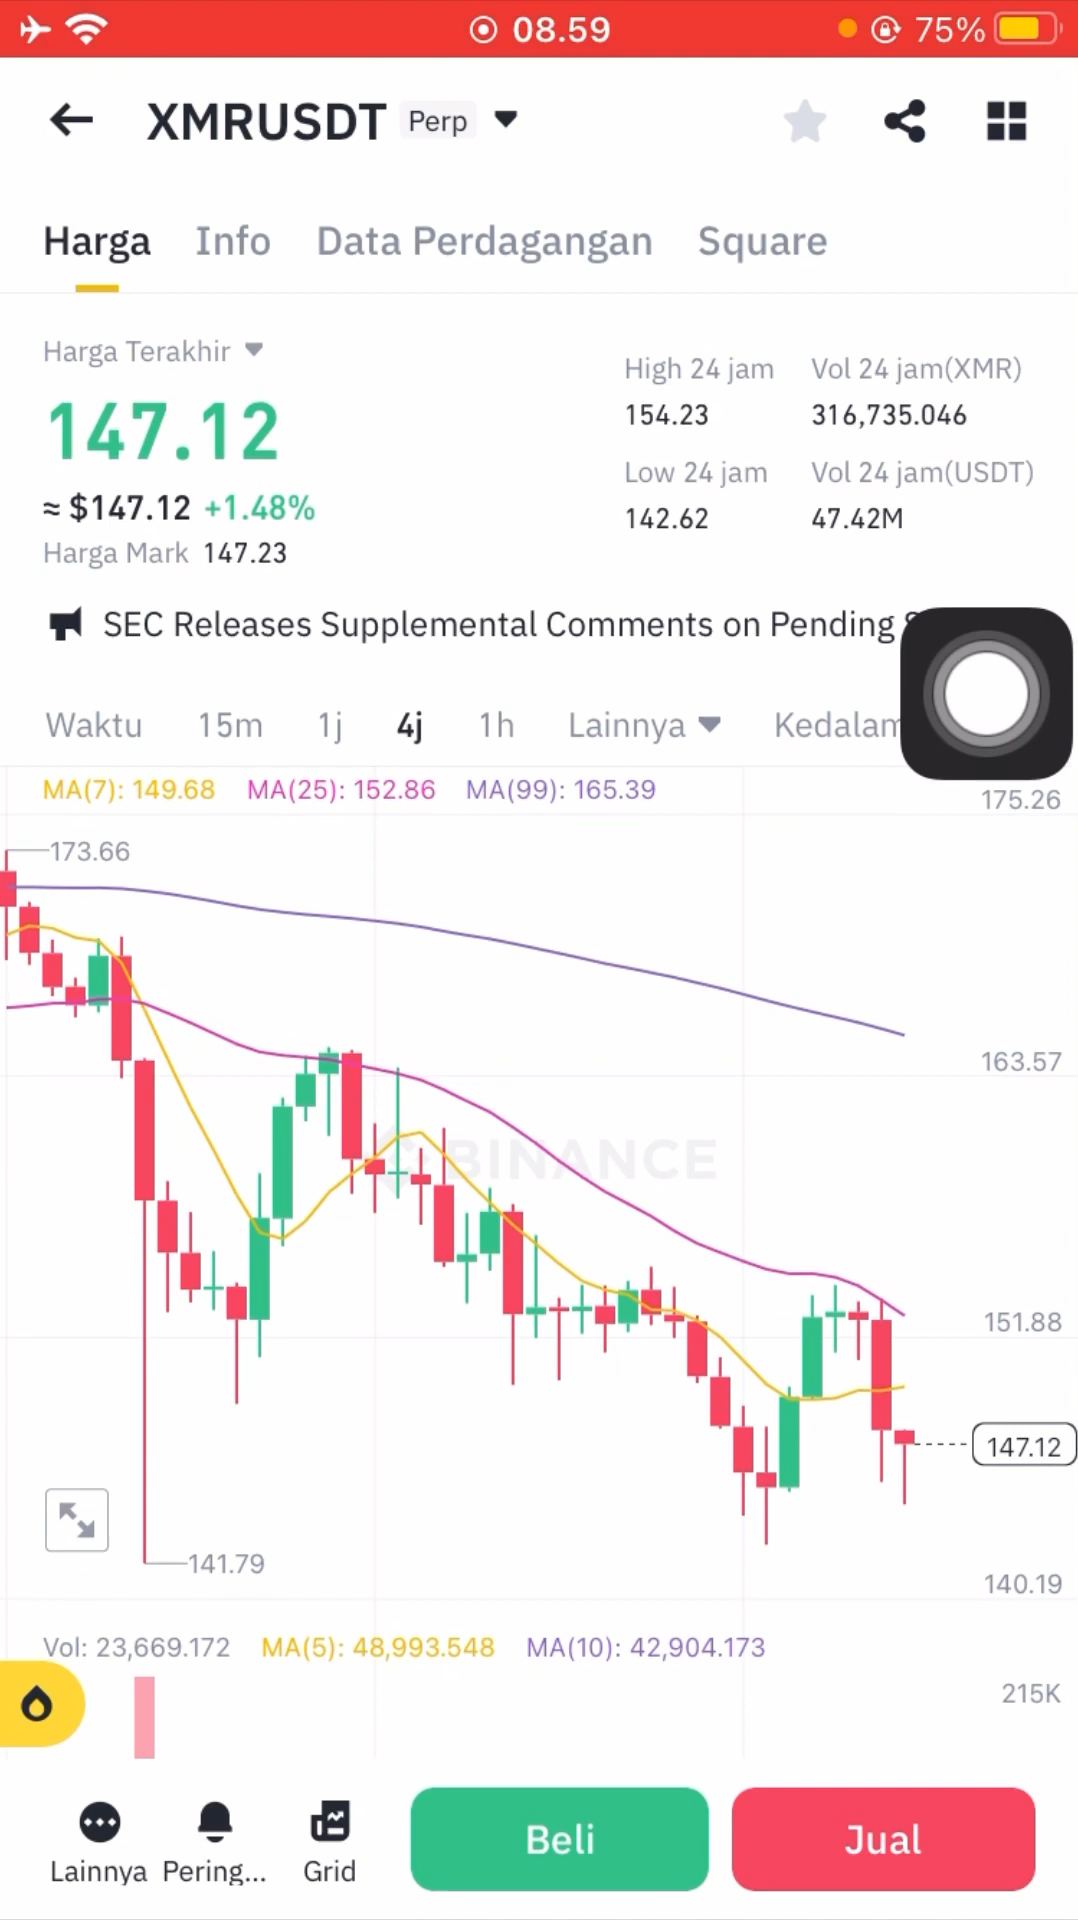 08.59 75%
XMRUSDT Perp
Harga Info Data Perdagangan Square
Harga Terakhir
147.12
≈ $147.12 +1.48%
Harga Mark 147.23
High 24 jam Vol 24 jam(XMR)
154.23 316,735.046
Low 24 jam Vol 24 jam(USDT)
142.62 47.42M
SEC Releases Supplemental Comments on Pending
Waktu 15m 1j 4j 1h Lainnya Kedalam
MA(7): 149.68 MA(25): 152.86 MA(99): 165.39
175.26
173.66
163.57
BINANCE
151.88
147.12
141.79
140.19
Vol: 23,669.172 MA(5): 48,993.548 MA(10): 42,904.173
215K
Lainnya Pering... Grid Beli Jual